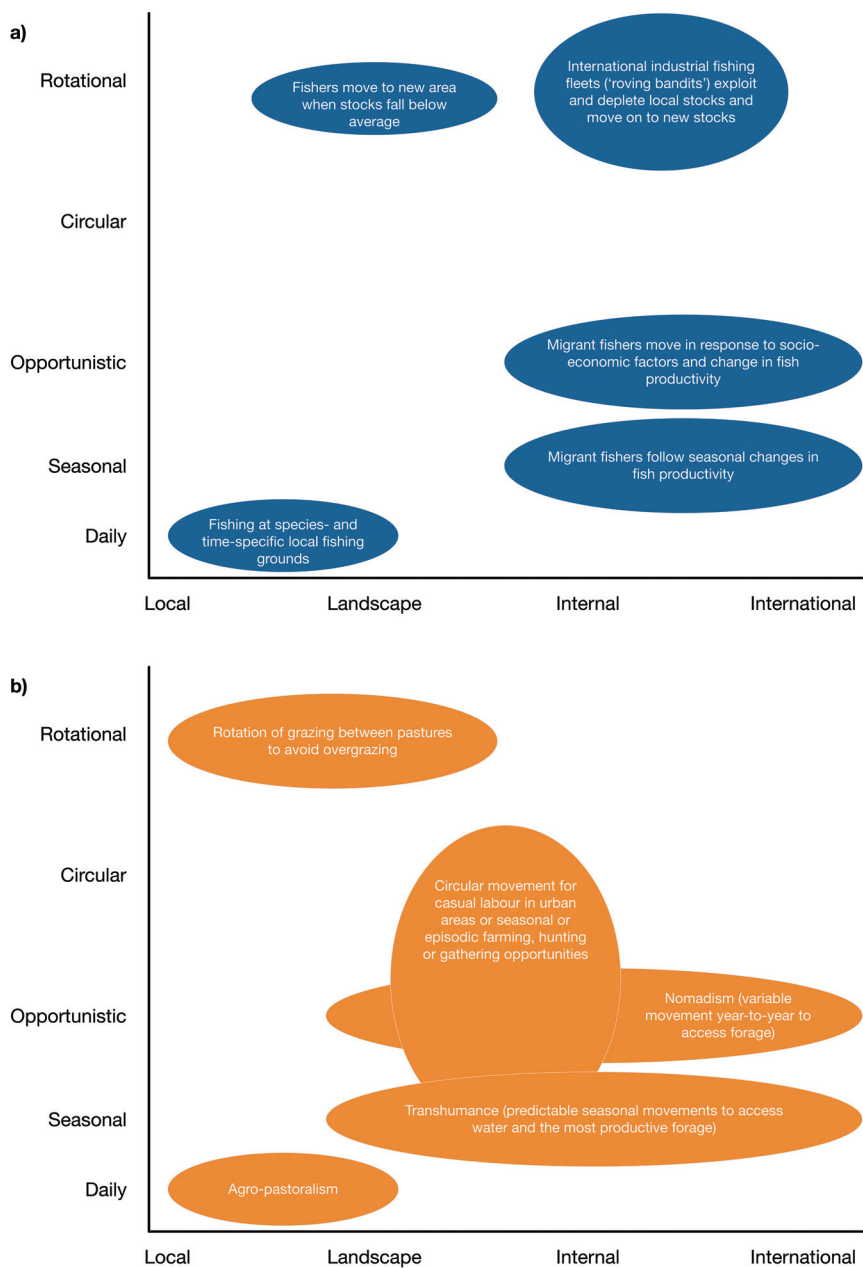 a)
Rotational
Fishers move to new area
when stocks fall below
average
International industrial fishing
fleets (‘roving bandits’) exploit
and deplete local stocks and
move on to new stocks
Circular
Opportunistic
Migrant fishers move in response to socio-
economic factors and change in fish
productivity
Seasonal
Migrant fishers follow seasonal changes in
fish productivity
Daily
Fishing at species- and
time-specific local fishing
grounds
Local
Landscape
Internal
International
b)
Rotational
Rotation of grazing between pastures
to avoid overgrazing
Circular
Circular movement for
casual labour in urban
areas or seasonal or
episodic farming, hunting
or gathering opportunities
Opportunistic
Nomadism (variable
movement year-to-year to
access forage)
Seasonal
Transhumance (predictable seasonal movements to access
water and the most productive forage)
Daily
Agro-pastoralism
Local
Landscape
Internal
International